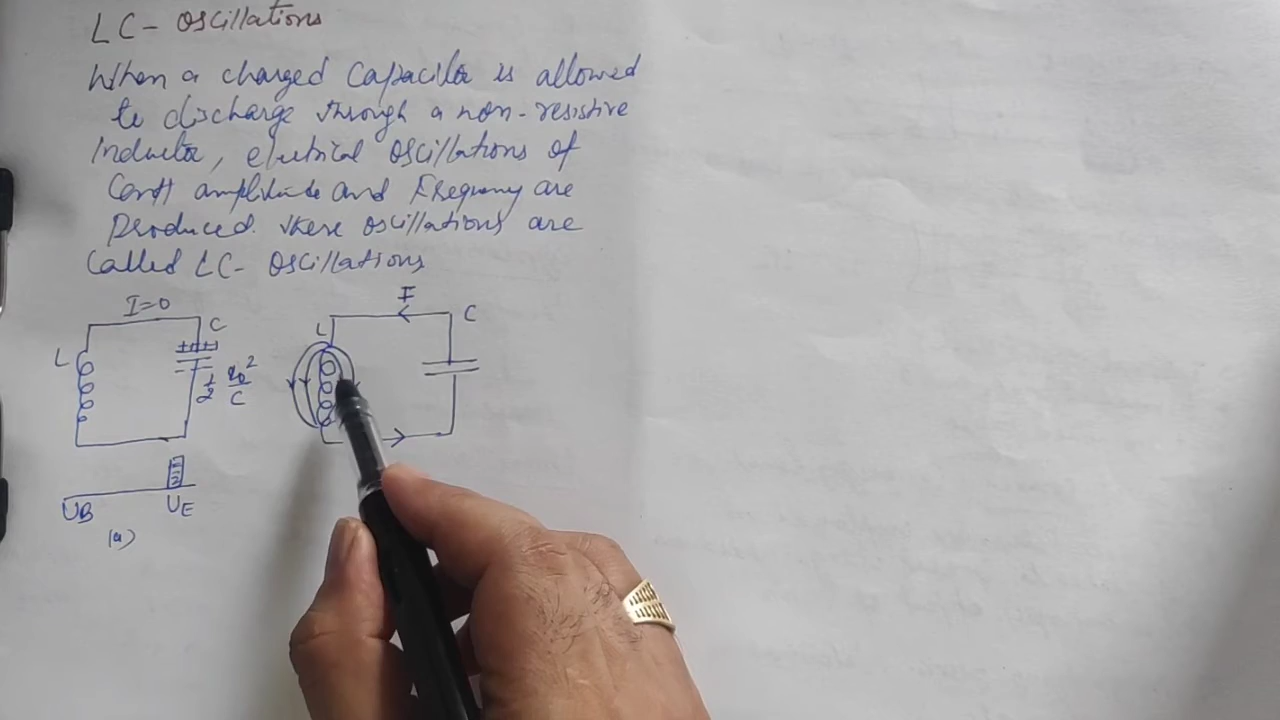 LC - Oscillations
When a charged Capacitor is allowed
to discharge through a non-resistive
Inductor, electrical oscillations of
Const amplitude and Frequency are
Produced. these oscillations are
Called LC - Oscillations
I=0
L
C
++++
1/2 q0²/C
UB
UE
(a)
I
L
C